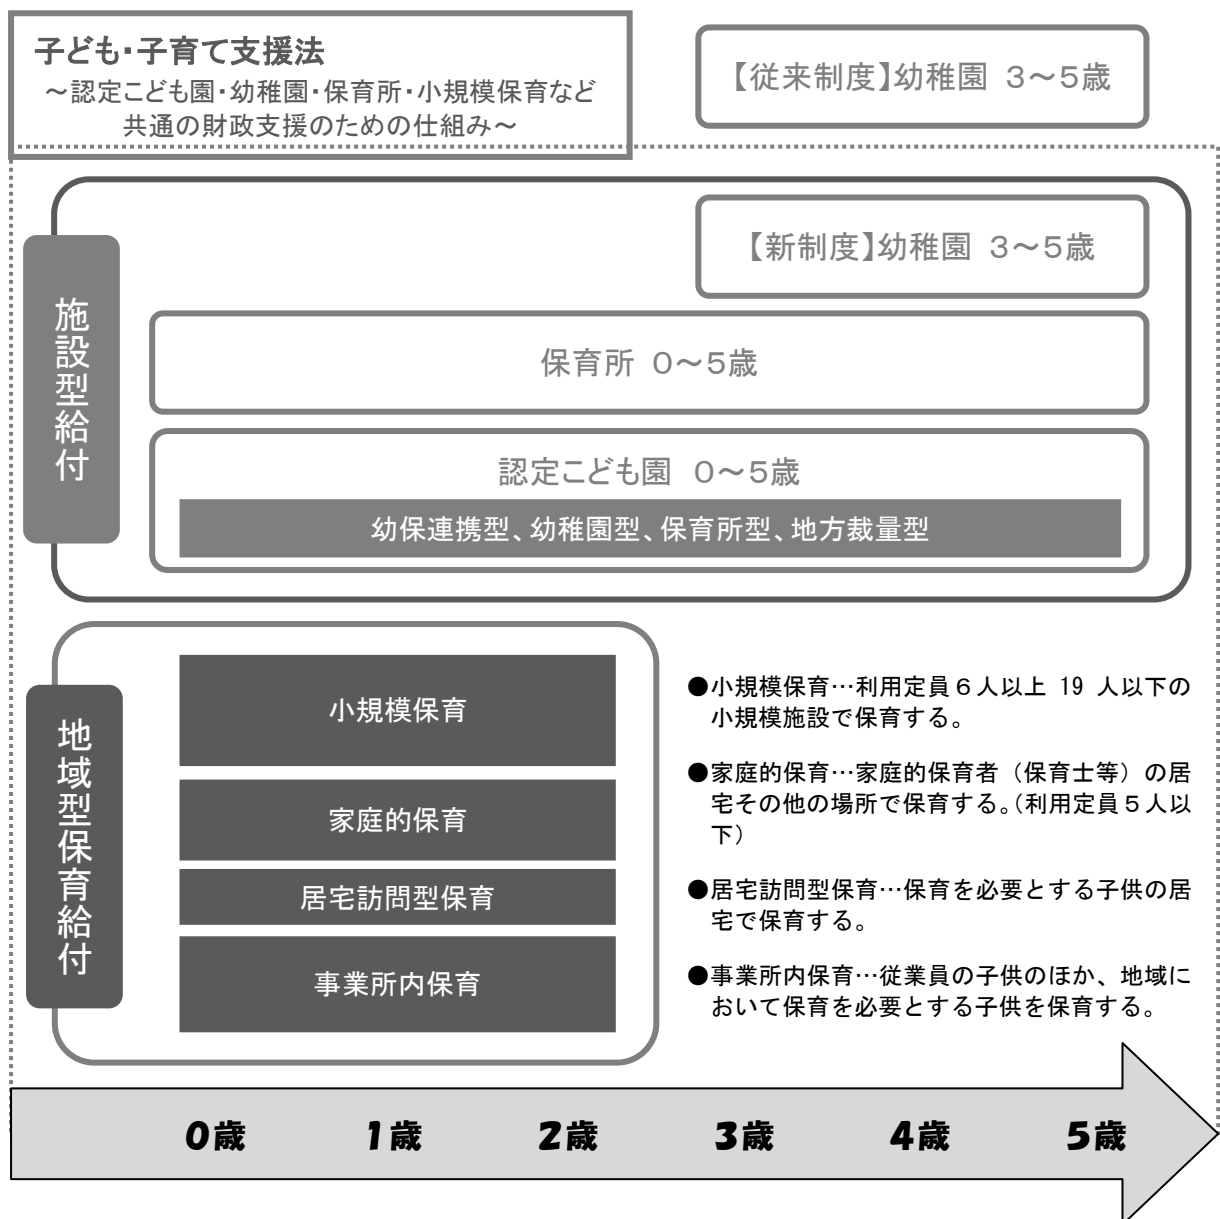 子ども・子育て支援法
～認定こども園・幼稚園・保育所・小規模保育など
共通の財政支援のための仕組み～
【従来制度】幼稚園 3～5歳
施設型給付
【新制度】幼稚園 3～5歳
保育所 0～5歳
認定こども園 0～5歳
幼保連携型、幼稚園型、保育所型、地方裁量型
地域型保育給付
小規模保育
家庭的保育
居宅訪問型保育
事業所内保育
●小規模保育…利用定員６人以上 19 人以下の
小規模施設で保育する。
●家庭的保育…家庭的保育者（保育士等）の居
宅その他の場所で保育する。（利用定員５人以
下）
●居宅訪問型保育…保育を必要とする子供の居
宅で保育する。
●事業所内保育…従業員の子供のほか、地域に
おいて保育を必要とする子供を保育する。
0歳 1歳 2歳 3歳 4歳 5歳